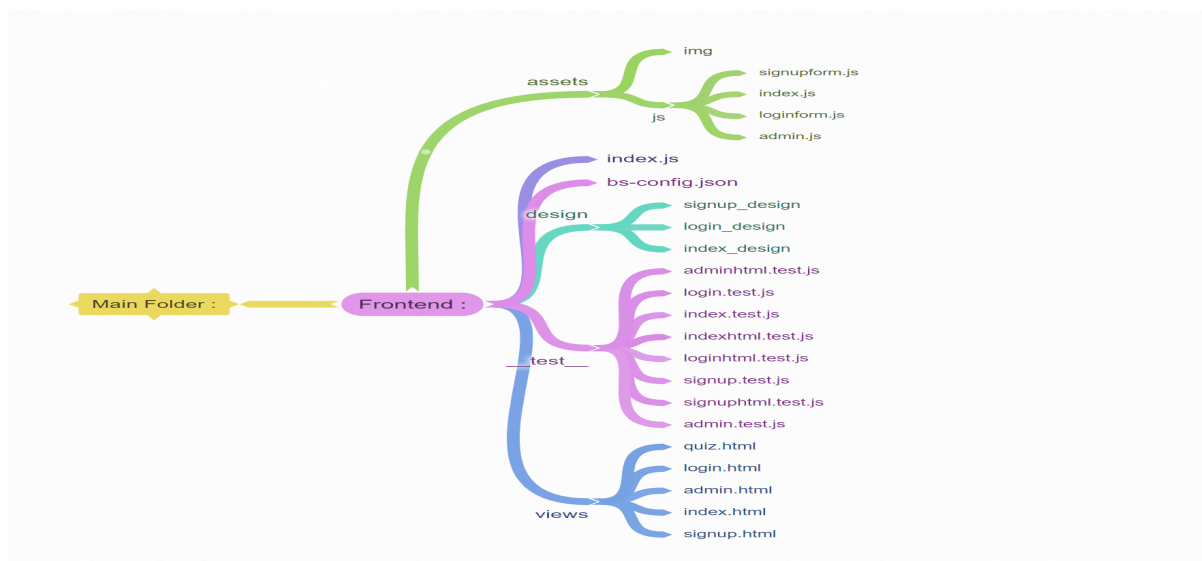 img
assets
signupform.js
index.js
js
loginform.js
admin.js
index.js
bs-config.json
design
signup_design
login_design
index_design
Main Folder :
Frontend :
__test__
adminhtml.test.js
login.test.js
index.test.js
indexhtml.test.js
loginhtml.test.js
signup.test.js
signuphtml.test.js
admin.test.js
views
quiz.html
login.html
admin.html
index.html
signup.html